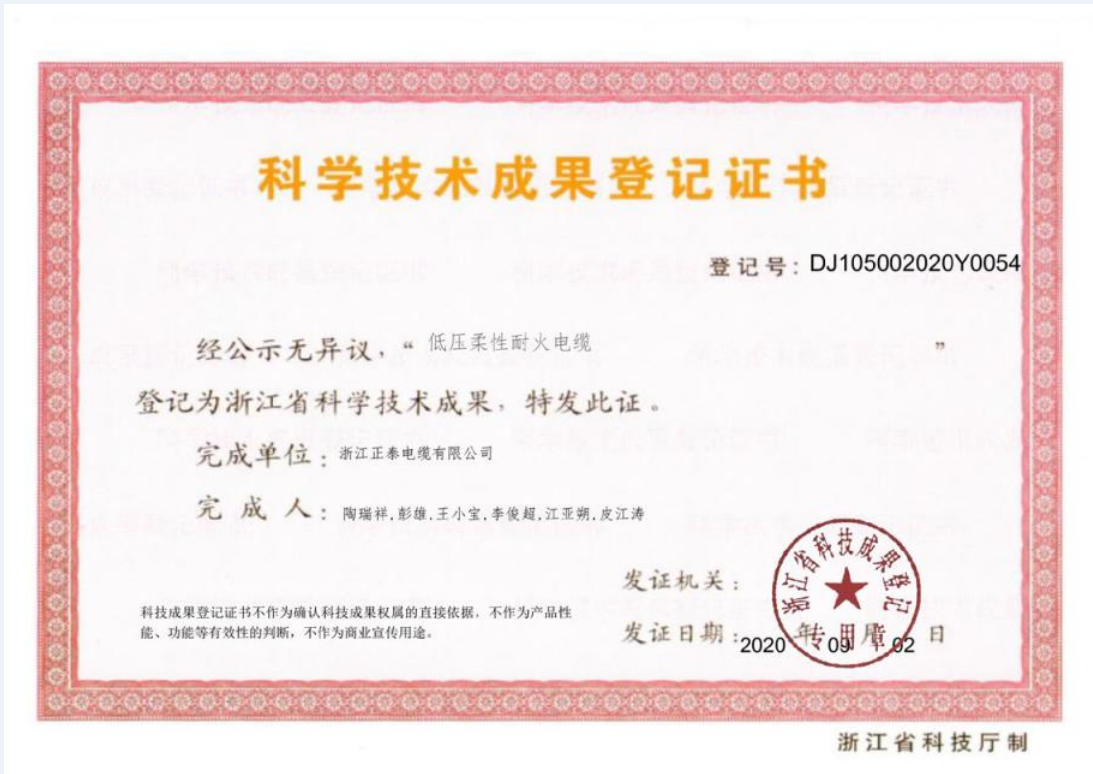 科学技术成果登记证书
登记号：DJ105002020Y0054
经公示无异议，“ 低压柔性耐火电缆 ”
登记为浙江省科学技术成果，特发此证。
完成单位：浙江正泰电缆有限公司
完成人：陶瑞祥,彭雄,王小宝,李俊超,江亚朔,皮江涛
发证机关：
浙江省科技成果登记
专用章
科技成果登记证书不作为确认科技成果权属的直接依据，不作为产品性
能、功能等有效性的判断，不作为商业宣传用途。
发证日期：2020 年 09 月 02 日
浙江省科技厅制